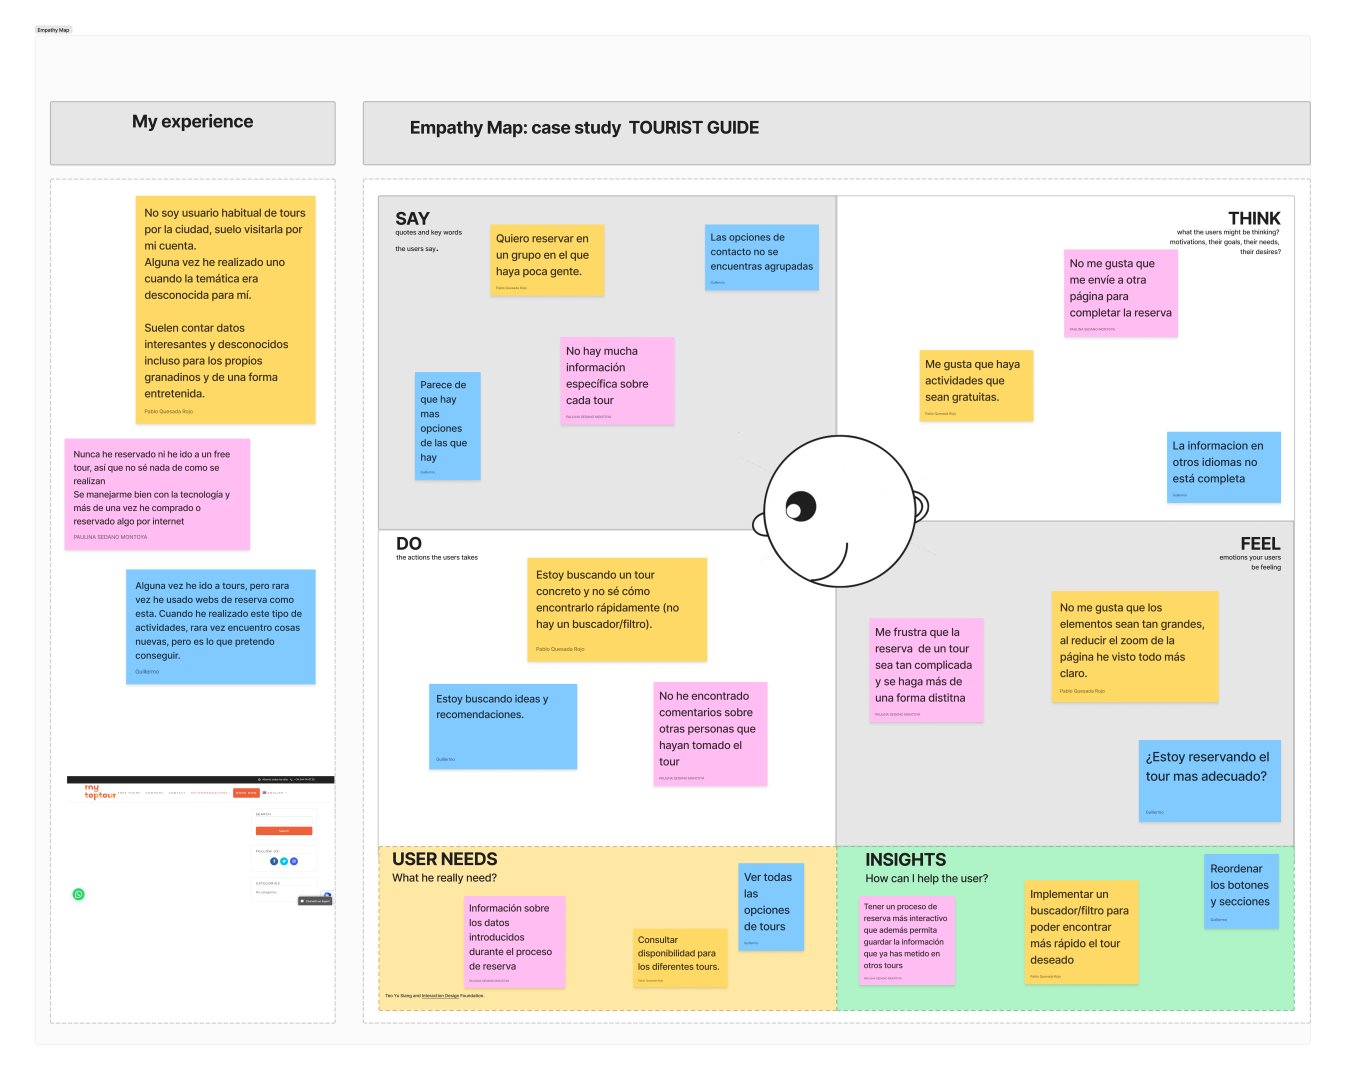 Empathy Map
My experience
Empathy Map: case study TOURIST GUIDE
No soy usuario habitual de tours
por la ciudad, suelo visitarla por
mi cuenta.
Alguna vez he realizado uno
cuando la temática era
desconocida para mí.
Suelen contar datos
interesantes y desconocidos
incluso para los propios
granadinos y de una forma
entretenida.
Pablo Quesada Rojo
Nunca he reservado ni he ido a un free
tour, así que no sé nada de como se
realizan
Se manejarme bien con la tecnología y
más de una vez he comprado o
reservado algo por internet
PAULINA SEDANO MONTOYA
Alguna vez he ido a tours, pero rara
vez he usado webs de reserva como
esta. Cuando he realizado este tipo de
actividades, rara vez encuentro cosas
nuevas, pero es lo que pretendo
conseguir.
Guillermo
my
toptour
FREE TOURS
COMPANY
CONTACT
RECOMMENDATIONS
BOOK NOW
ENGLISH
SEARCH
Search
FOLLOW US!
CATEGORIES
No categories
SAY
quotes and key words
the users say.
Quiero reservar en
un grupo en el que
haya poca gente.
Pablo Quesada Rojo
Las opciones de
contacto no se
encuentras agrupadas
Guillermo
No hay mucha
información
específica sobre
cada tour
PAULINA SEDANO MONTOYA
Parece de
que hay
mas
opciones
de las que
hay
Guillermo
THINK
what the users might be thinking?
motivations, their goals, their needs,
their desires?
No me gusta que
me envíe a otra
página para
completar la reserva
PAULINA SEDANO MONTOYA
Me gusta que haya
actividades que
sean gratuitas.
Pablo Quesada Rojo
La informacion en
otros idiomas no
está completa
Guillermo
DO
the actions the users takes
Estoy buscando un tour
concreto y no sé cómo
encontrarlo rápidamente (no
hay un buscador/filtro).
Pablo Quesada Rojo
Estoy buscando ideas y
recomendaciones.
Guillermo
No he encontrado
comentarios sobre
otras personas que
hayan tomado el
tour
PAULINA SEDANO MONTOYA
FEEL
emotions your users
be feeling
No me gusta que los
elementos sean tan grandes,
al reducir el zoom de la
página he visto todo más
claro.
Pablo Quesada Rojo
Me frustra que la
reserva de un tour
sea tan complicada
y se haga más de
una forma distitna
PAULINA SEDANO MONTOYA
¿Estoy reservando el
tour mas adecuado?
Guillermo
USER NEEDS
What he really need?
Información sobre
los datos
introducidos
durante el proceso
de reserva
PAULINA SEDANO MONTOYA
Consultar
disponibilidad para
los diferentes tours.
Pablo Quesada Rojo
Ver todas
las
opciones
de tours
Guillermo
Teo Yu Siang and Interaction Design Foundation.
INSIGHTS
How can I help the user?
Tener un proceso de
reserva más interactivo
que además permita
guardar la información
que ya has metido en
otros tours
PAULINA SEDANO MONTOYA
Implementar un
buscador/filtro para
poder encontrar
más rápido el tour
deseado
Pablo Quesada Rojo
Reordenar
los botones
y secciones
Guillermo